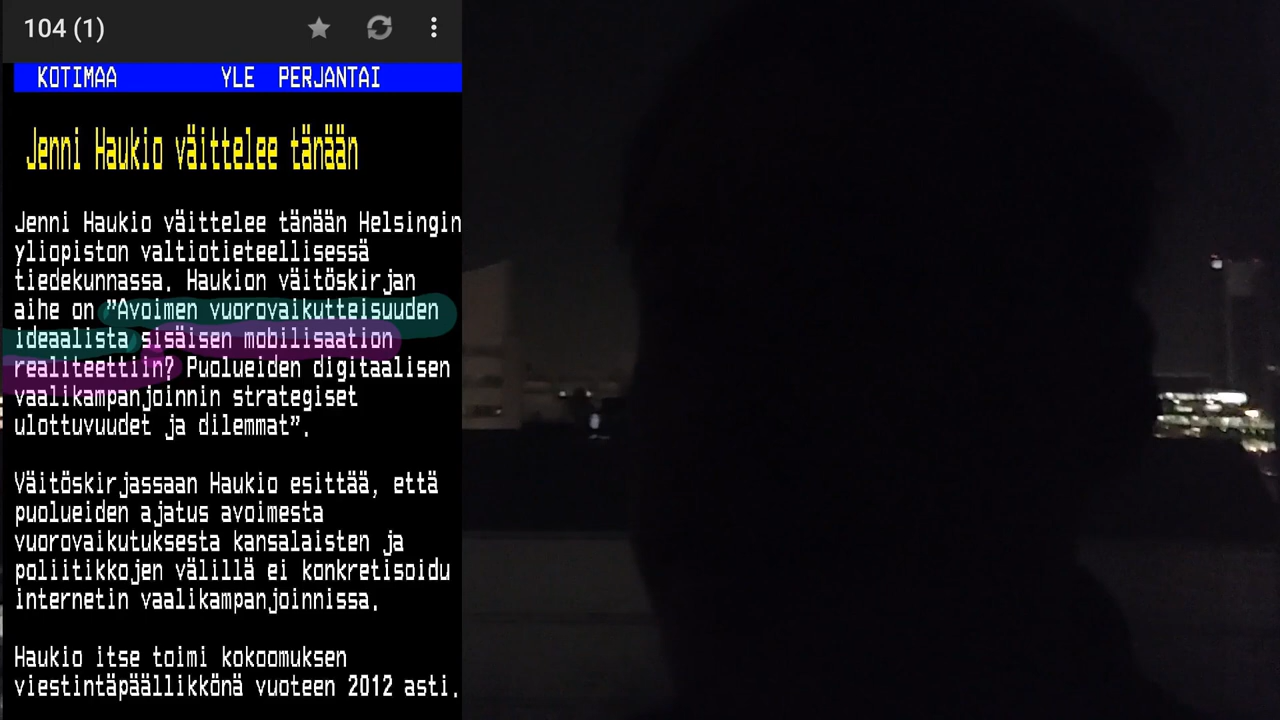 104 (1)
KOTIMAA YLE PERJANTAI
Jenni Haukio väittelee tänään
Jenni Haukio väittelee tänään Helsingin
yliopiston valtiotieteellisessä
tiedekunnassa. Haukion väitöskirjan
aihe on ”Avoimen vuorovaikutteisuuden
ideaalista sisäisen mobilisaation
realiteettiin? Puolueiden digitaalisen
vaalikampanjoinnin strategiset
ulottuvuudet ja dilemmat”.
Väitöskirjassaan Haukio esittää, että
puolueiden ajatus avoimesta
vuorovaikutuksesta kansalaisten ja
poliitikkojen välillä ei konkretisoidu
internetin vaalikampanjoinnissa.
Haukio itse toimi kokoomuksen
viestintäpäällikkönä vuoteen 2012 asti.